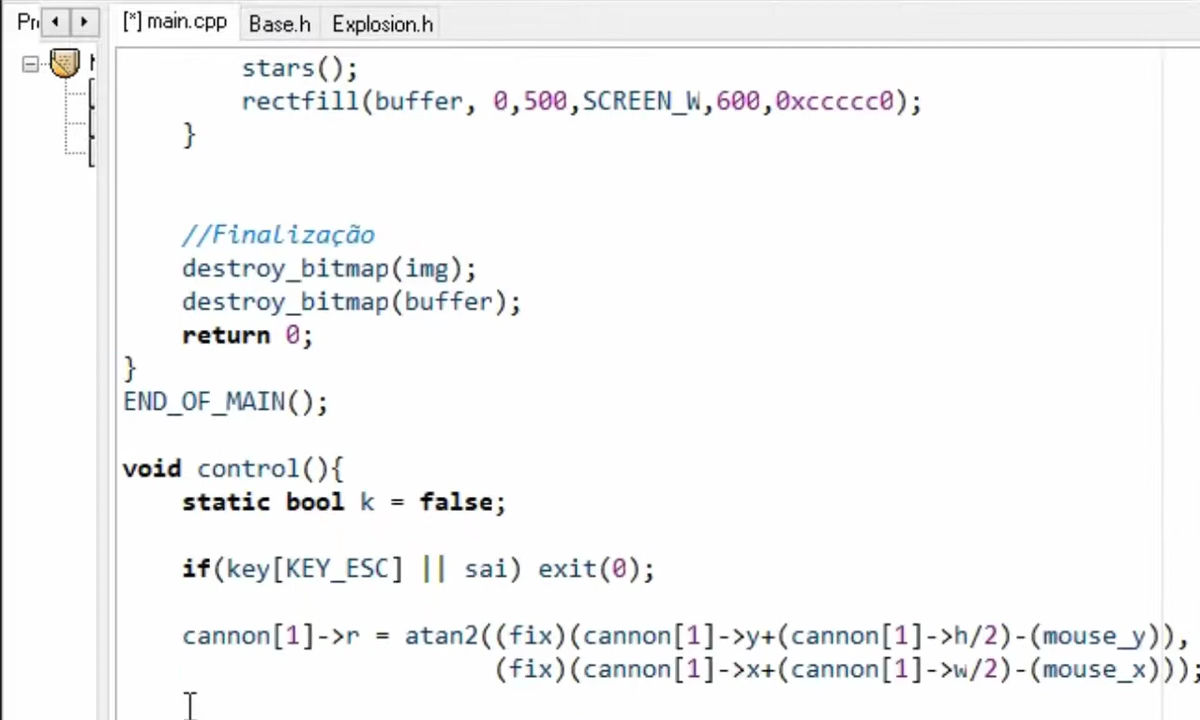 Pr
[*] main.cpp Base.h Explosion.h
stars();
rectfill(buffer, 0,500,SCREEN_W,600,0xccccc0);
}
//Finalização
destroy_bitmap(img);
destroy_bitmap(buffer);
return 0;
}
END_OF_MAIN();
void control(){
static bool k = false;
if(key[KEY_ESC] || sai) exit(0);
cannon[1]->r = atan2((fix)(cannon[1]->y+(cannon[1]->h/2)-(mouse_y)),
(fix)(cannon[1]->x+(cannon[1]->w/2)-(mouse_x)));